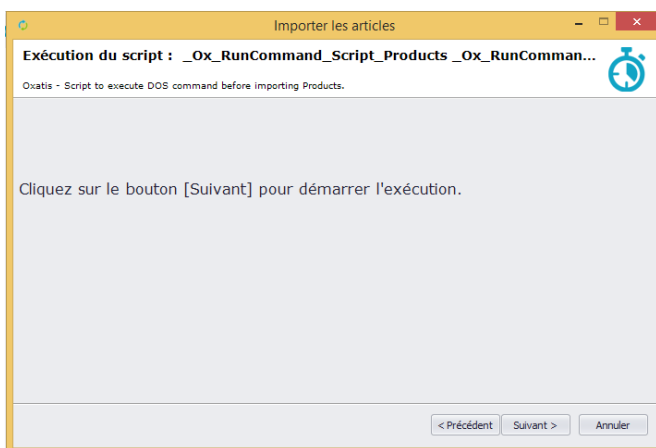 Importer les articles
Exécution du script : _Ox_RunCommand_Script_Products _Ox_RunComman...
Oxatis - Script to execute DOS command before importing Products.
Cliquez sur le bouton [Suivant] pour démarrer l'exécution.
< Précédent Suivant > Annuler